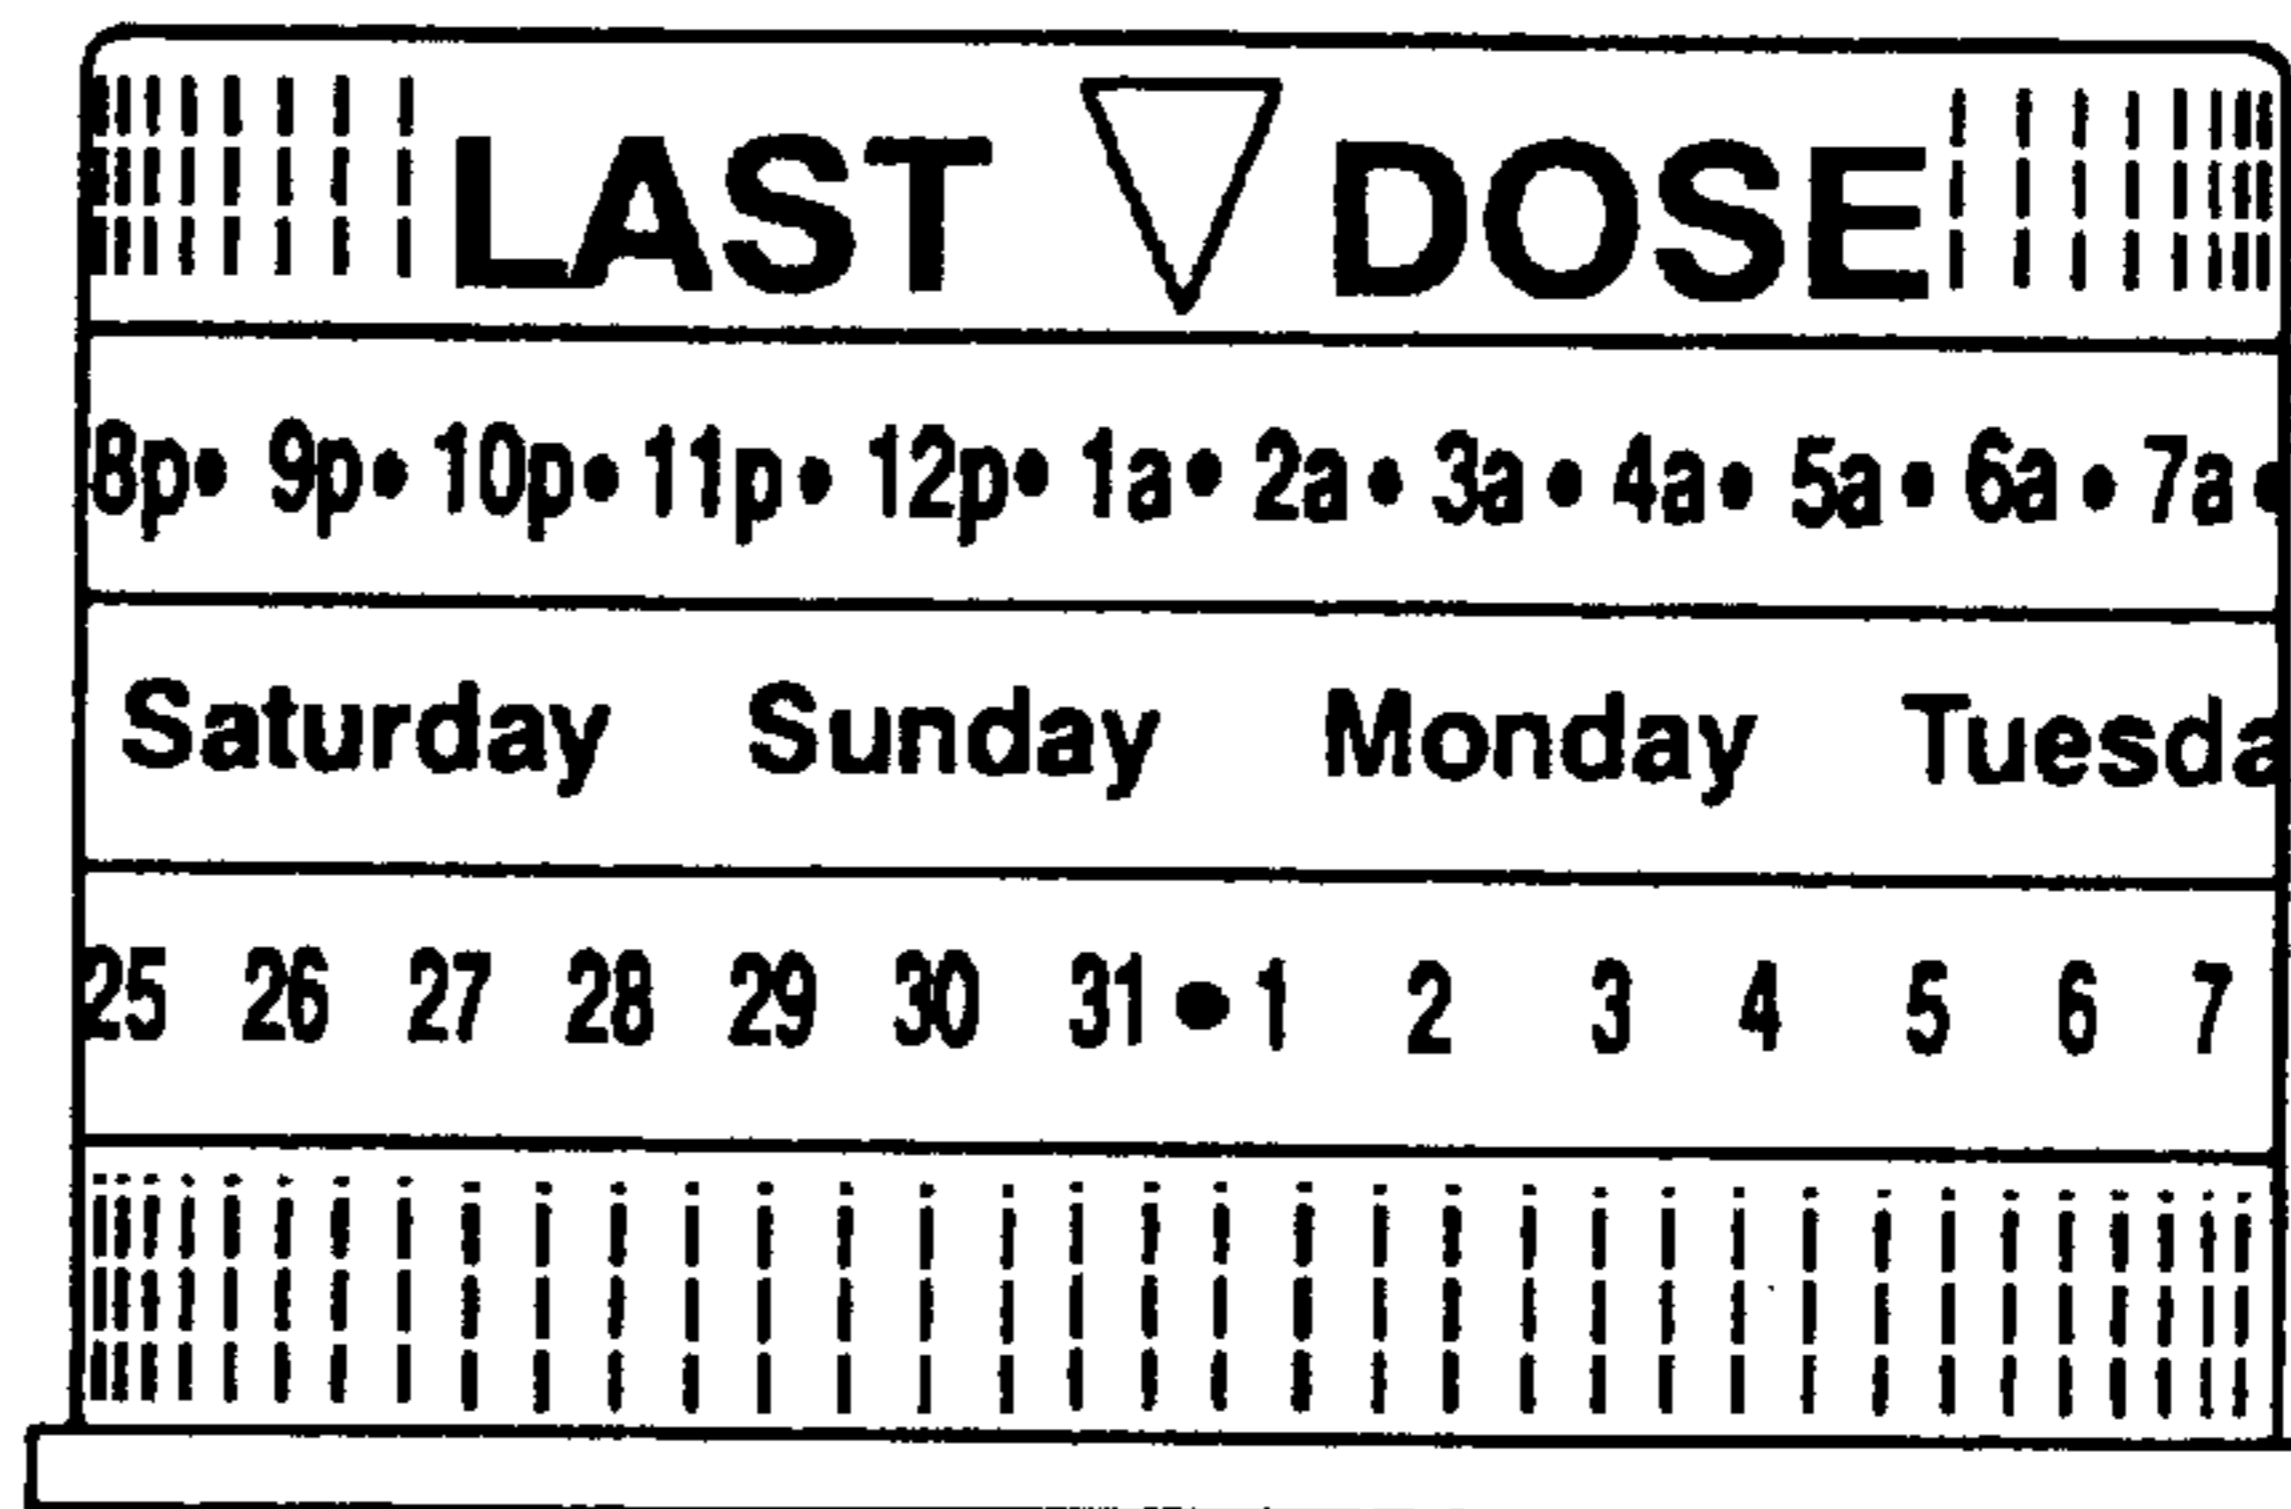 LAST ▽ DOSE
8p• 9p• 10p• 11p• 12p• 1a• 2a• 3a• 4a• 5a• 6a• 7a•
Saturday Sunday Monday Tuesda
25 26 27 28 29 30 31 • 1 2 3 4 5 6 7